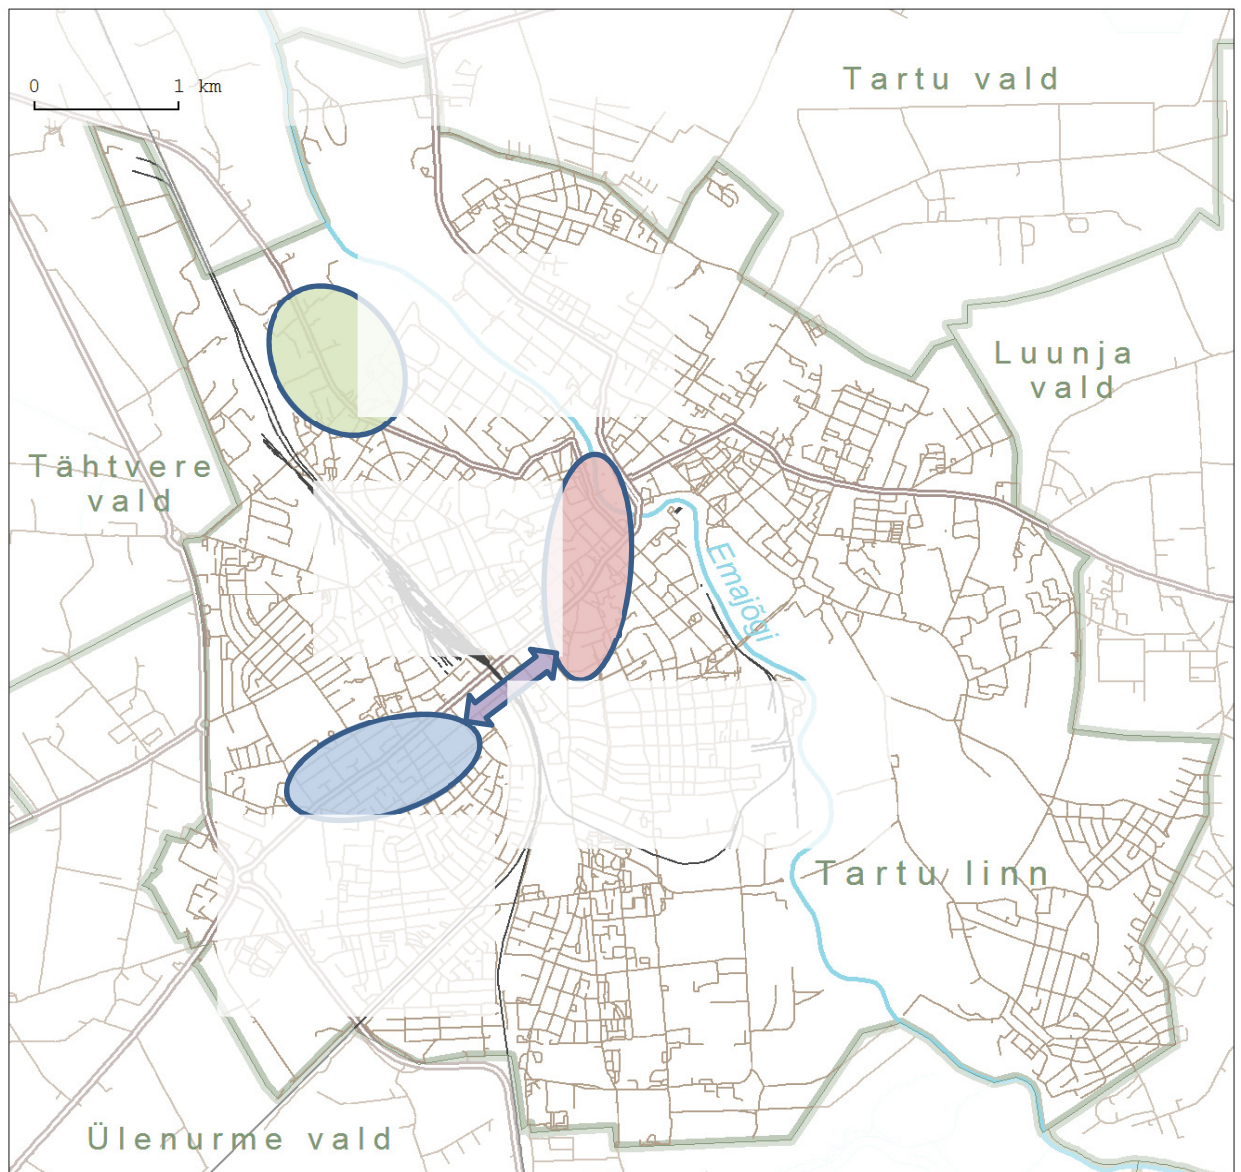 Tartu vald
0 1 km
Luunja
vald
Tähtvere
vald
Emajõgi
Tartu linn
Ülenurme vald